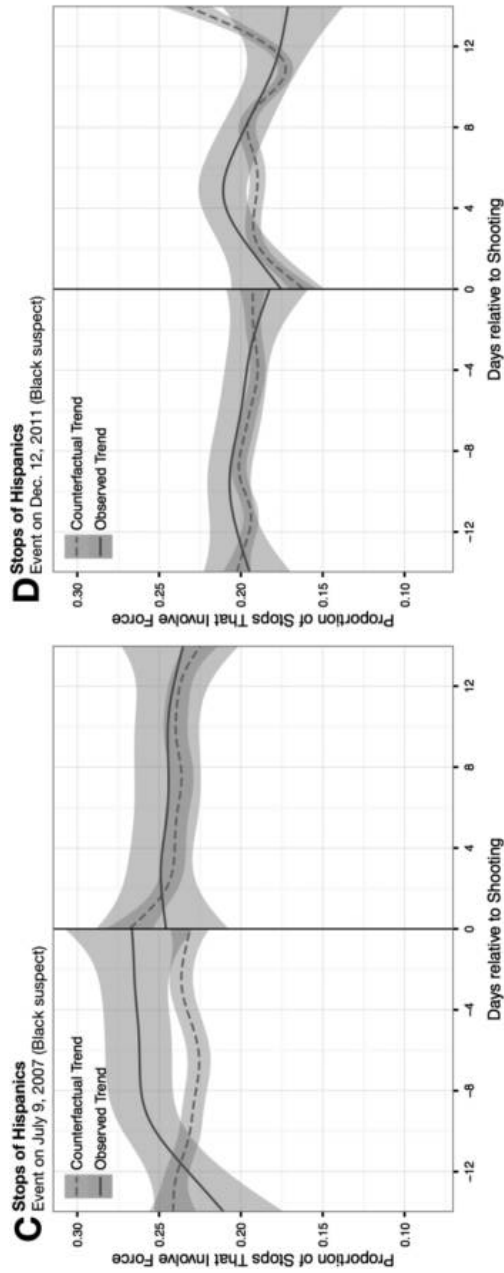 C Stops of Hispanics
Event on July 9, 2007 (Black suspect)
Counterfactual Trend
Observed Trend
Proportion of Stops That Involve Force
0.30
0.25
0.20
0.15
0.10
-12 -8 -4 0 4 8 12
Days relative to Shooting
D Stops of Hispanics
Event on Dec. 12, 2011 (Black suspect)
Counterfactual Trend
Observed Trend
Proportion of Stops That Involve Force
0.30
0.25
0.20
0.15
0.10
-12 -8 -4 0 4 8 12
Days relative to Shooting